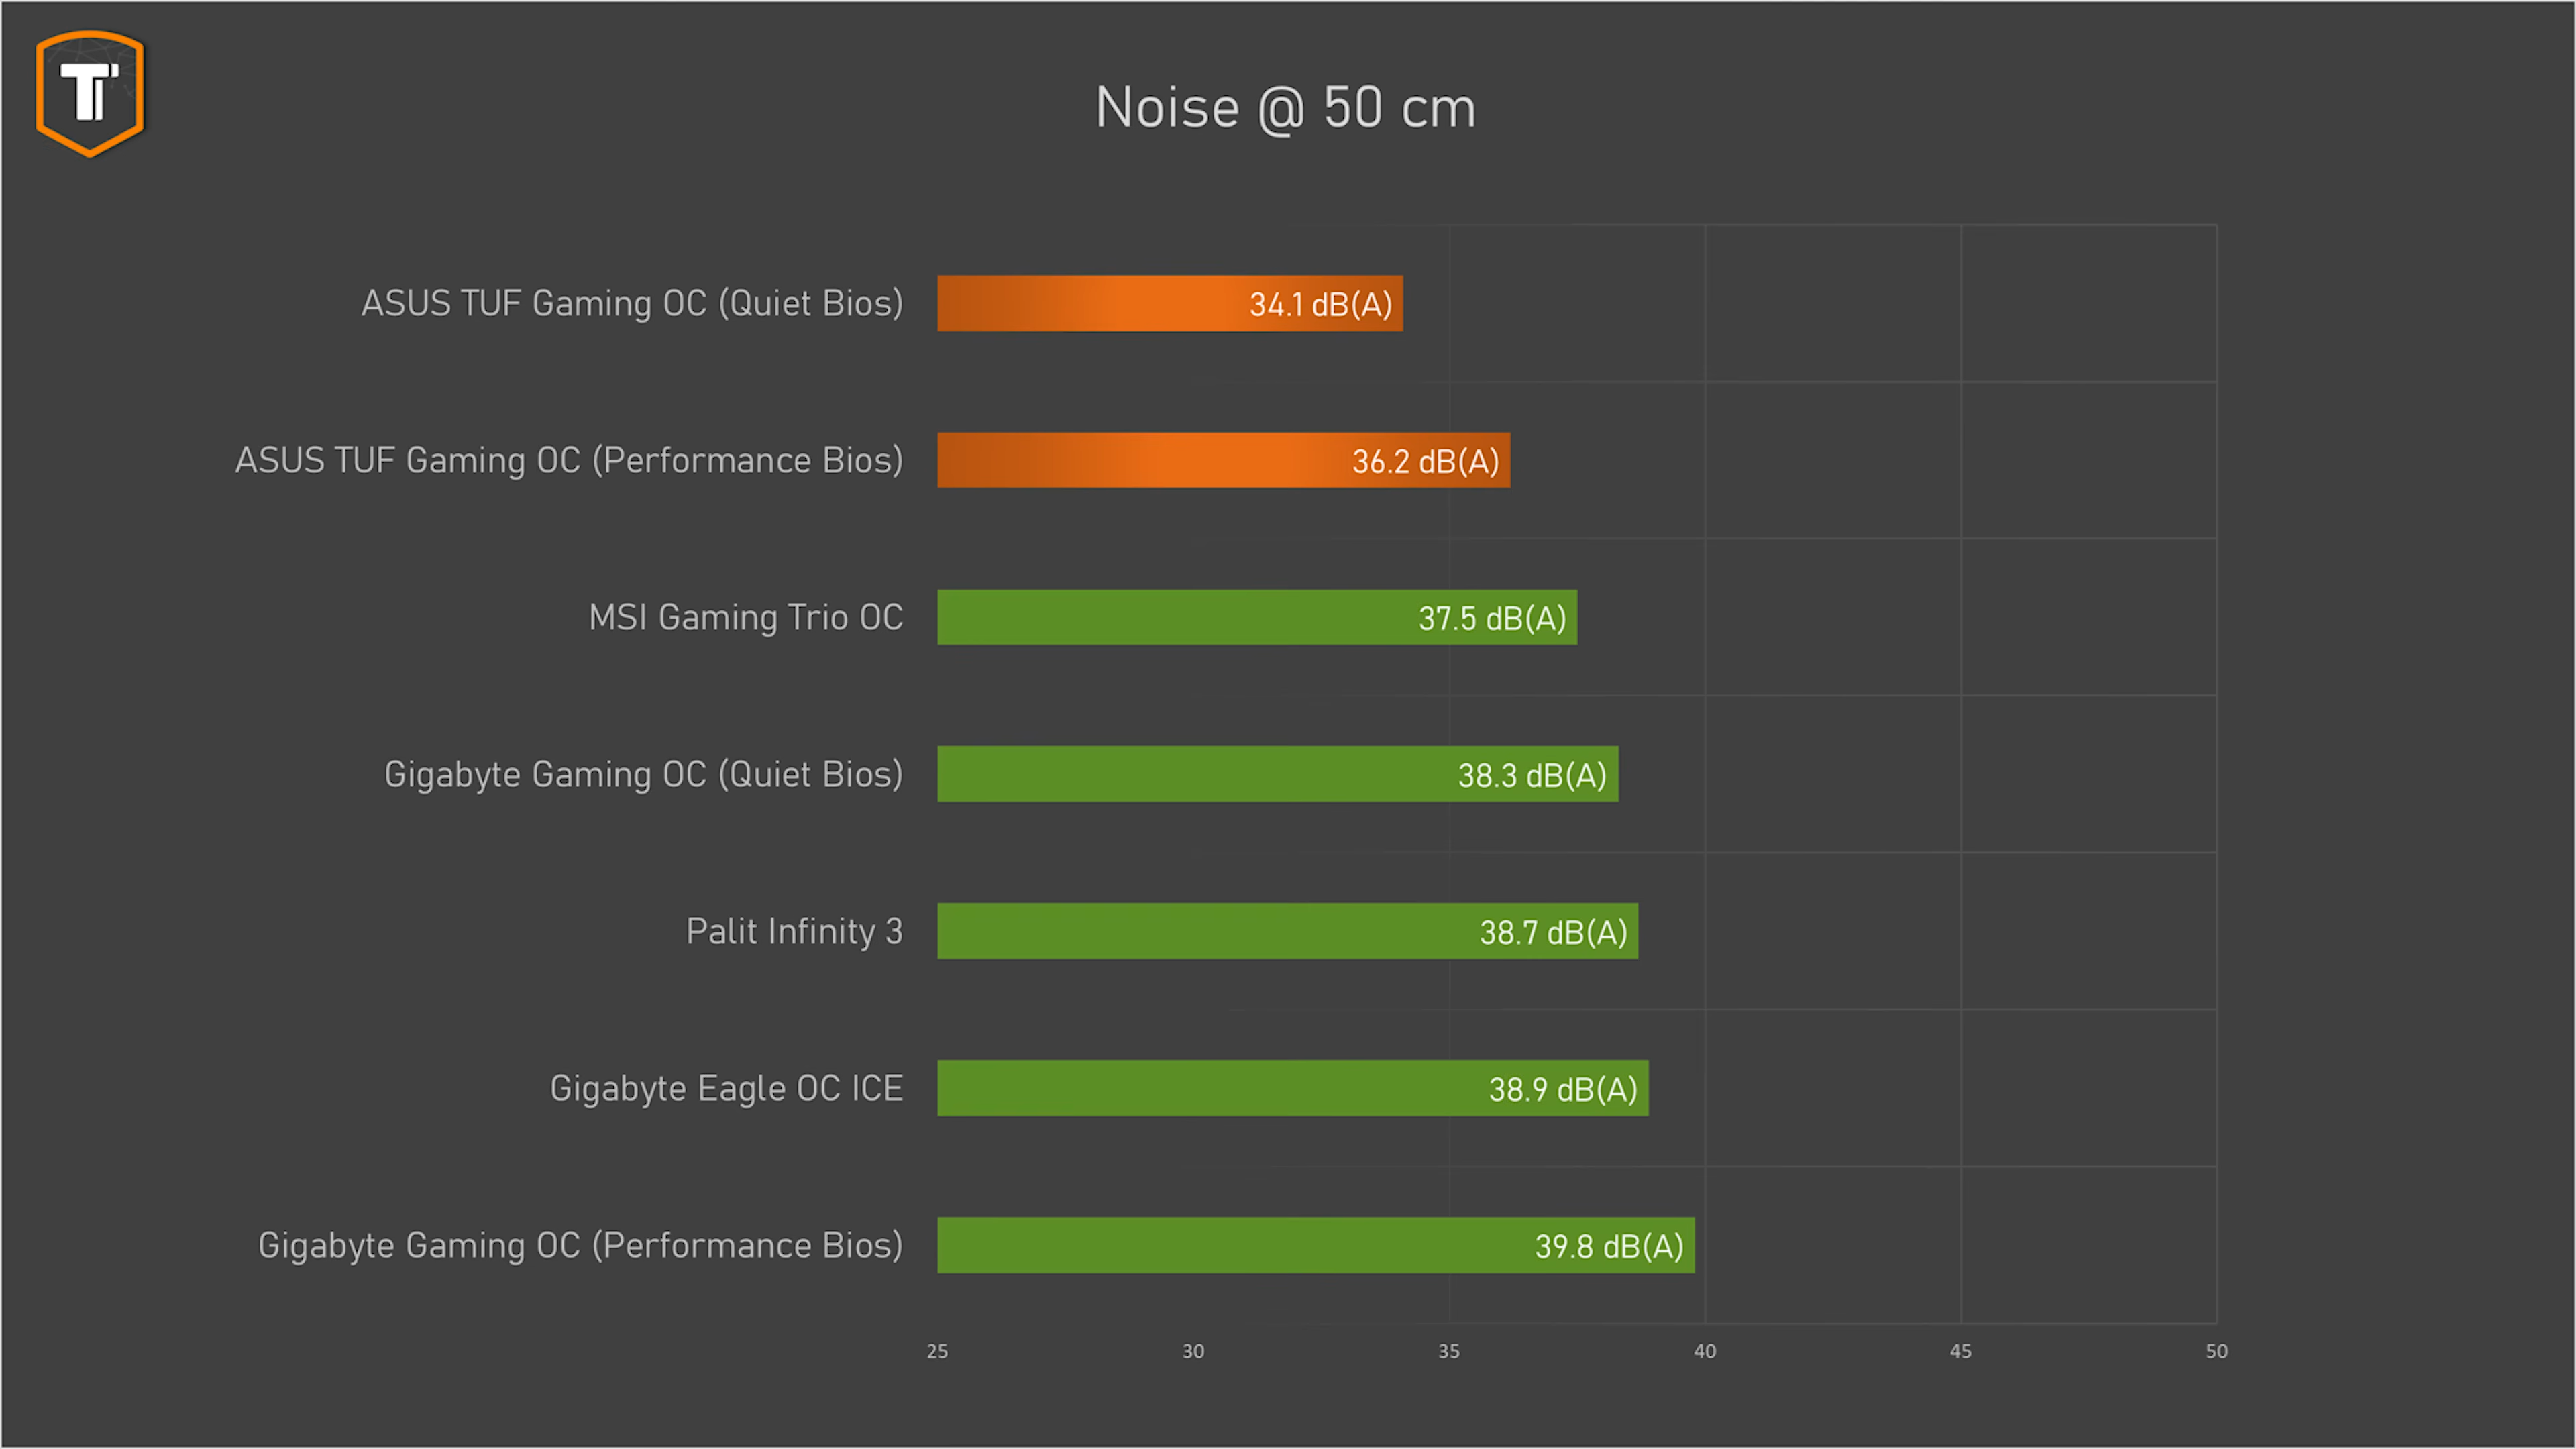 Noise @ 50 cm
ASUS TUF Gaming OC (Quiet Bios) 34.1 dB(A)
ASUS TUF Gaming OC (Performance Bios) 36.2 dB(A)
MSI Gaming Trio OC 37.5 dB(A)
Gigabyte Gaming OC (Quiet Bios) 38.3 dB(A)
Palit Infinity 3 38.7 dB(A)
Gigabyte Eagle OC ICE 38.9 dB(A)
Gigabyte Gaming OC (Performance Bios) 39.8 dB(A)
25 30 35 40 45 50